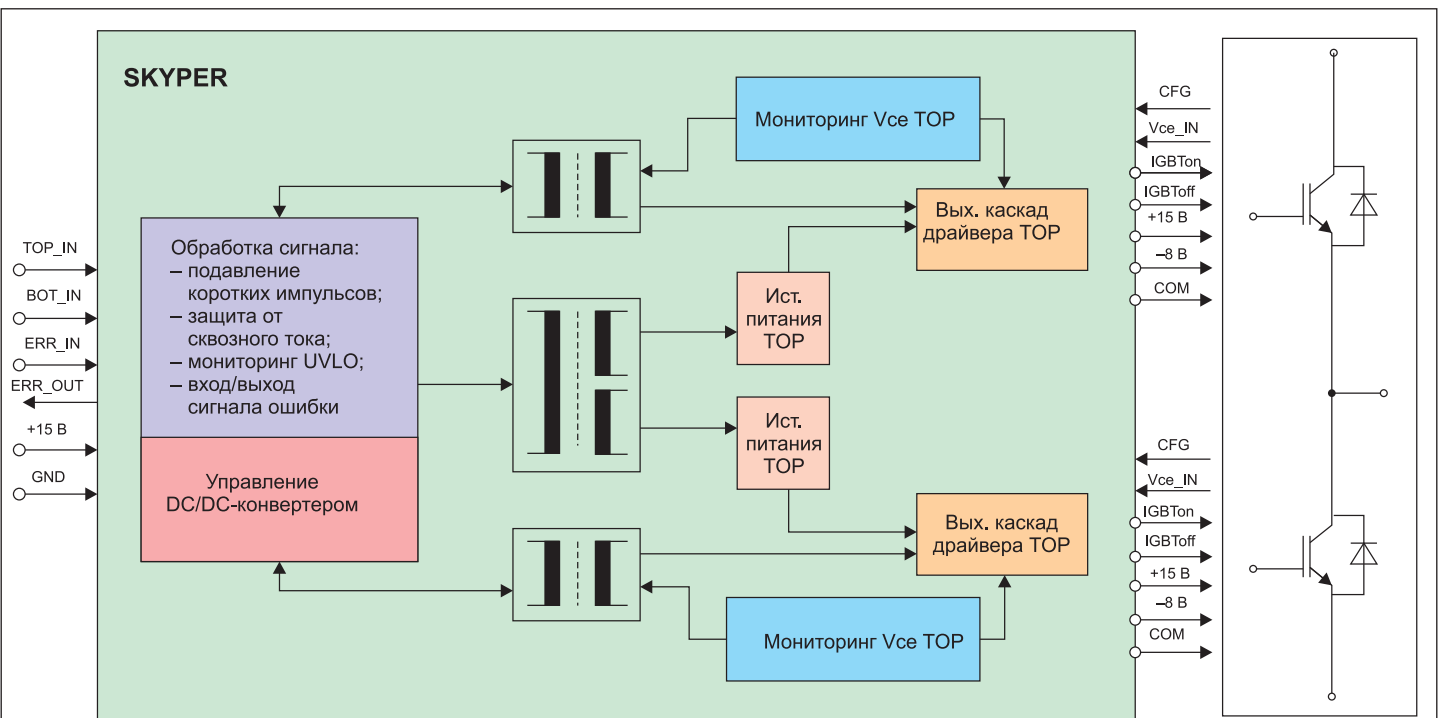 SKYPER
TOP_IN
BOT_IN
ERR_IN
ERR_OUT
+15 В
GND
Обработка сигнала:
– подавление
коротких импульсов;
– защита от
сквозного тока;
– мониторинг UVLO;
– вход/выход
сигнала ошибки
Управление
DC/DC-конвертером
Мониторинг Vce TOP
Вых. каскад
драйвера TOP
Ист.
питания
TOP
Ист.
питания
TOP
Вых. каскад
драйвера TOP
Мониторинг Vce TOP
CFG
Vce_IN
IGBTon
IGBToff
+15 В
–8 В
COM
CFG
Vce_IN
IGBTon
IGBToff
+15 В
–8 В
COM